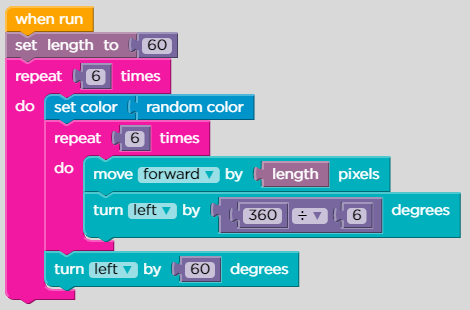 when run
set length to 60
repeat 6 times
do set color random color
repeat 6 times
do move forward ▼ by length pixels
turn left ▼ by 360 ÷ ▼ 6 degrees
turn left ▼ by 60 degrees